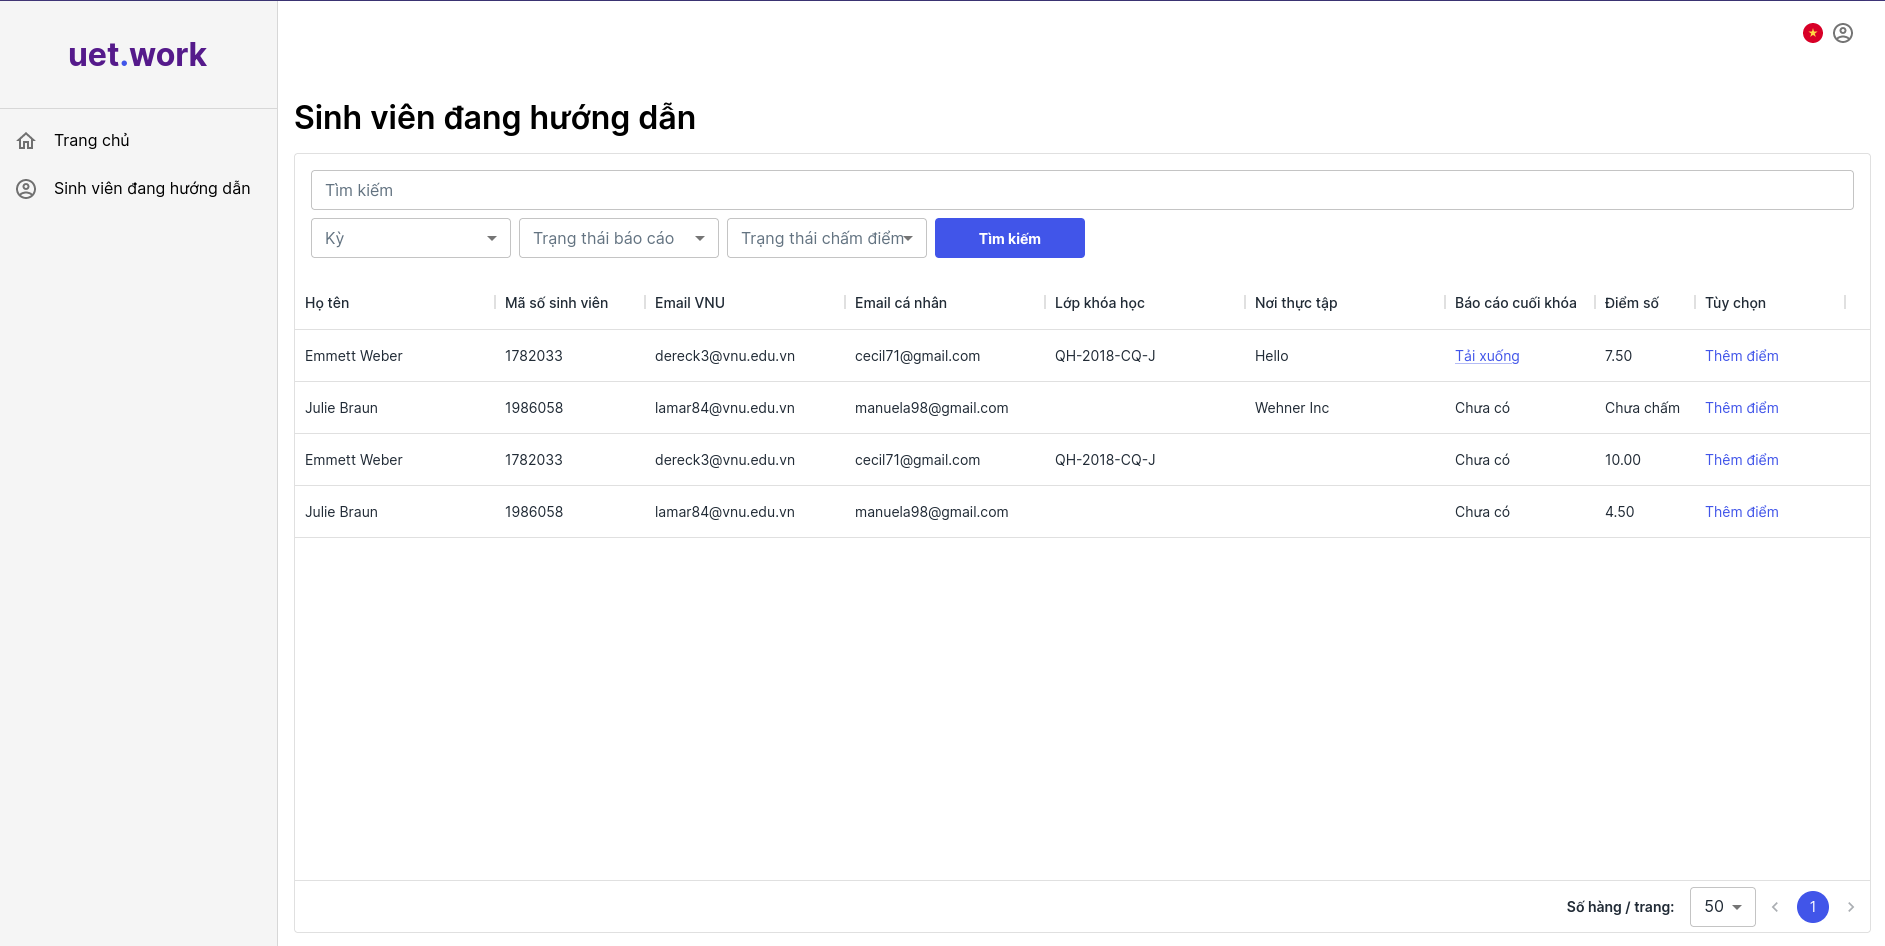 uet.work
Trang chủ
Sinh viên đang hướng dẫn
Sinh viên đang hướng dẫn
Tìm kiếm
Kỳ Trạng thái báo cáo Trạng thái chấm điểm Tìm kiếm
Họ tên Mã số sinh viên Email VNU Email cá nhân Lớp khóa học Nơi thực tập Báo cáo cuối khóa Điểm số Tùy chọn
Emmett Weber 1782033 dereck3@vnu.edu.vn cecil71@gmail.com QH-2018-CQ-J Hello Tải xuống 7.50 Thêm điểm
Julie Braun 1986058 lamar84@vnu.edu.vn manuela98@gmail.com Wehner Inc Chưa có Chưa chấm Thêm điểm
Emmett Weber 1782033 dereck3@vnu.edu.vn cecil71@gmail.com QH-2018-CQ-J Chưa có 10.00 Thêm điểm
Julie Braun 1986058 lamar84@vnu.edu.vn manuela98@gmail.com Chưa có 4.50 Thêm điểm
Số hàng / trang: 50 1